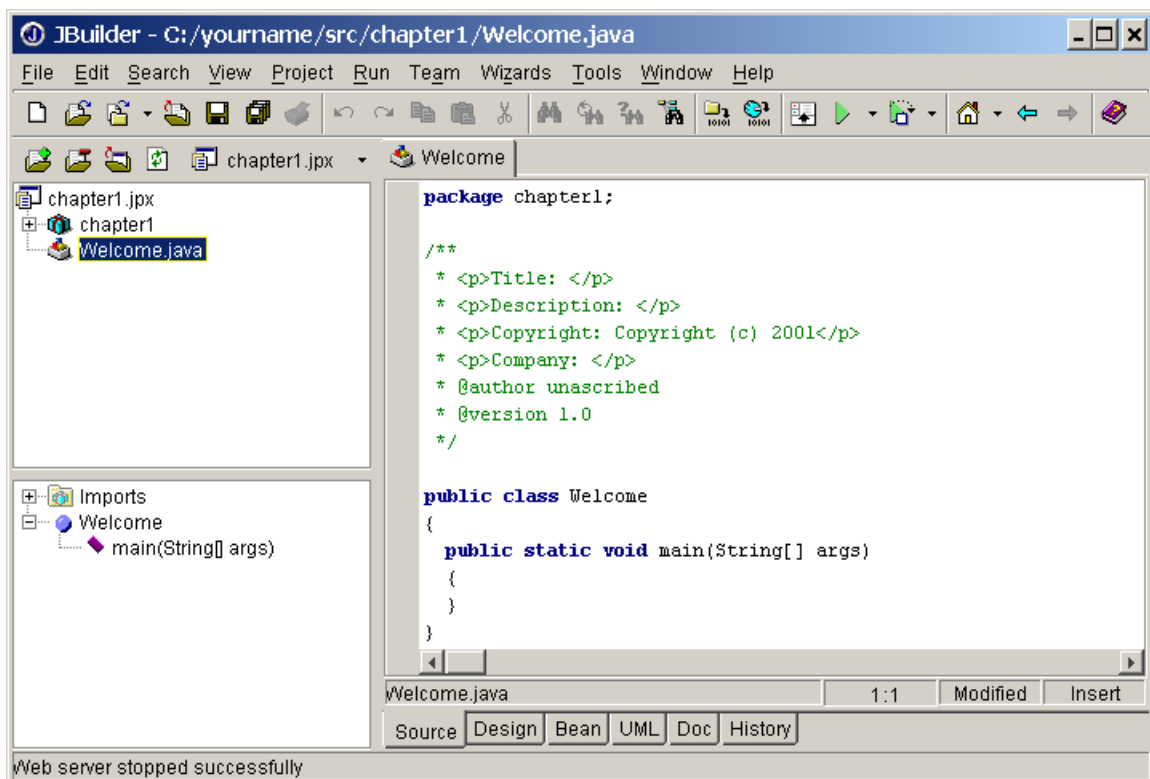 JBuilder - C:/yourname/src/chapter1/Welcome.java
File Edit Search View Project Run Team Wizards Tools Window Help
chapter1.jpx
Welcome
chapter1.jpx
chapter1
Welcome.java
Imports
Welcome
main(String[] args)
package chapter1;
/**
* <p>Title: </p>
* <p>Description: </p>
* <p>Copyright: Copyright (c) 2001</p>
* <p>Company: </p>
* @author unascribed
* @version 1.0
*/
public class Welcome
{
public static void main(String[] args)
{
}
}
Welcome.java 1:1 Modified Insert
Source Design Bean UML Doc History
Web server stopped successfully